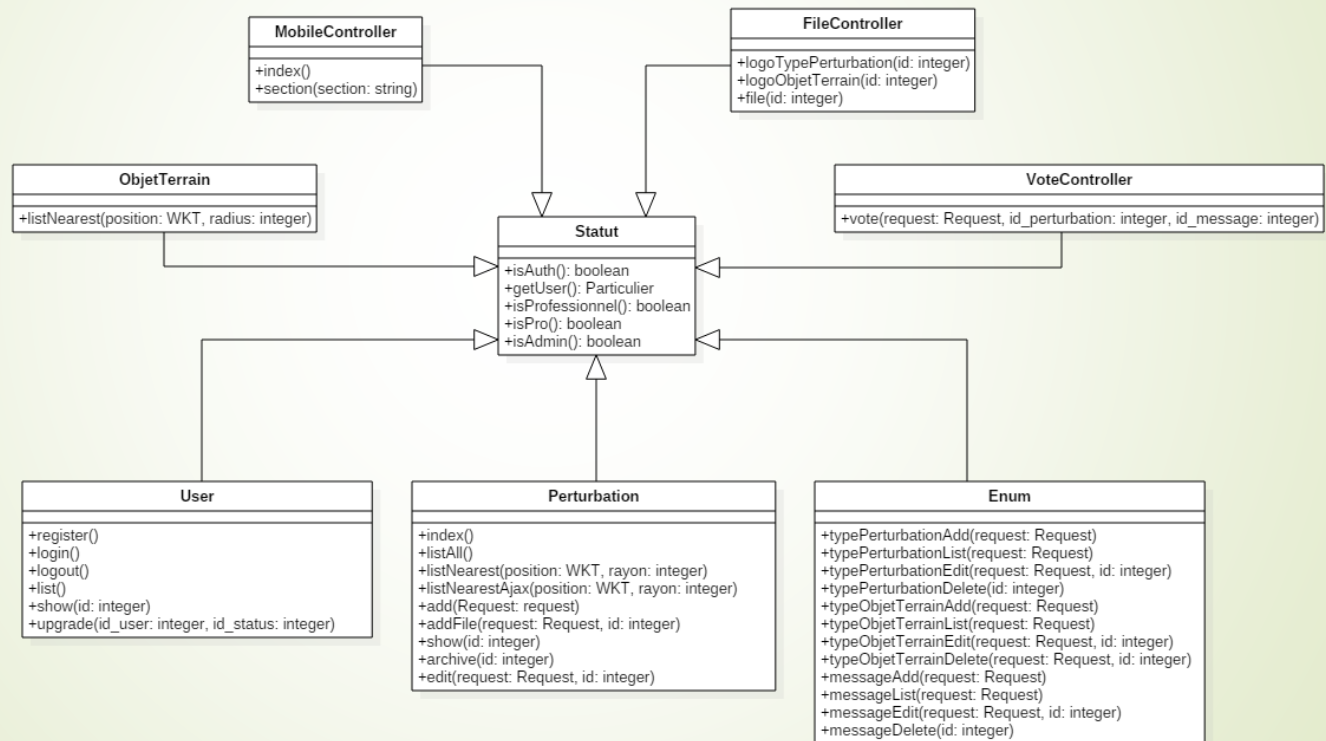 MobileController
+index()
+section(section: string)
FileController
+logoTypePerturbation(id: integer)
+logoObjetTerrain(id: integer)
+file(id: integer)
ObjetTerrain
+listNearest(position: WKT, radius: integer)
Statut
+isAuth(): boolean
+getUser(): Particulier
+isProfessionnel(): boolean
+isPro(): boolean
+isAdmin(): boolean
VoteController
+vote(request: Request, id_perturbation: integer, id_message: integer)
User
+register()
+login()
+logout()
+list()
+show(id: integer)
+upgrade(id_user: integer, id_status: integer)
Perturbation
+index()
+listAll()
+listNearest(position: WKT, rayon: integer)
+listNearestAjax(position: WKT, rayon: integer)
+add(Request: request)
+addFile(request: Request, id: integer)
+show(id: integer)
+archive(id: integer)
+edit(request: Request, id: integer)
Enum
+typePerturbationAdd(request: Request)
+typePerturbationList(request: Request)
+typePerturbationEdit(request: Request, id: integer)
+typePerturbationDelete(id: integer)
+typeObjetTerrainAdd(request: Request)
+typeObjetTerrainList(request: Request)
+typeObjetTerrainEdit(request: Request, id: integer)
+typeObjetTerrainDelete(request: Request, id: integer)
+messageAdd(request: Request)
+messageList(request: Request)
+messageEdit(request: Request, id: integer)
+messageDelete(id: integer)